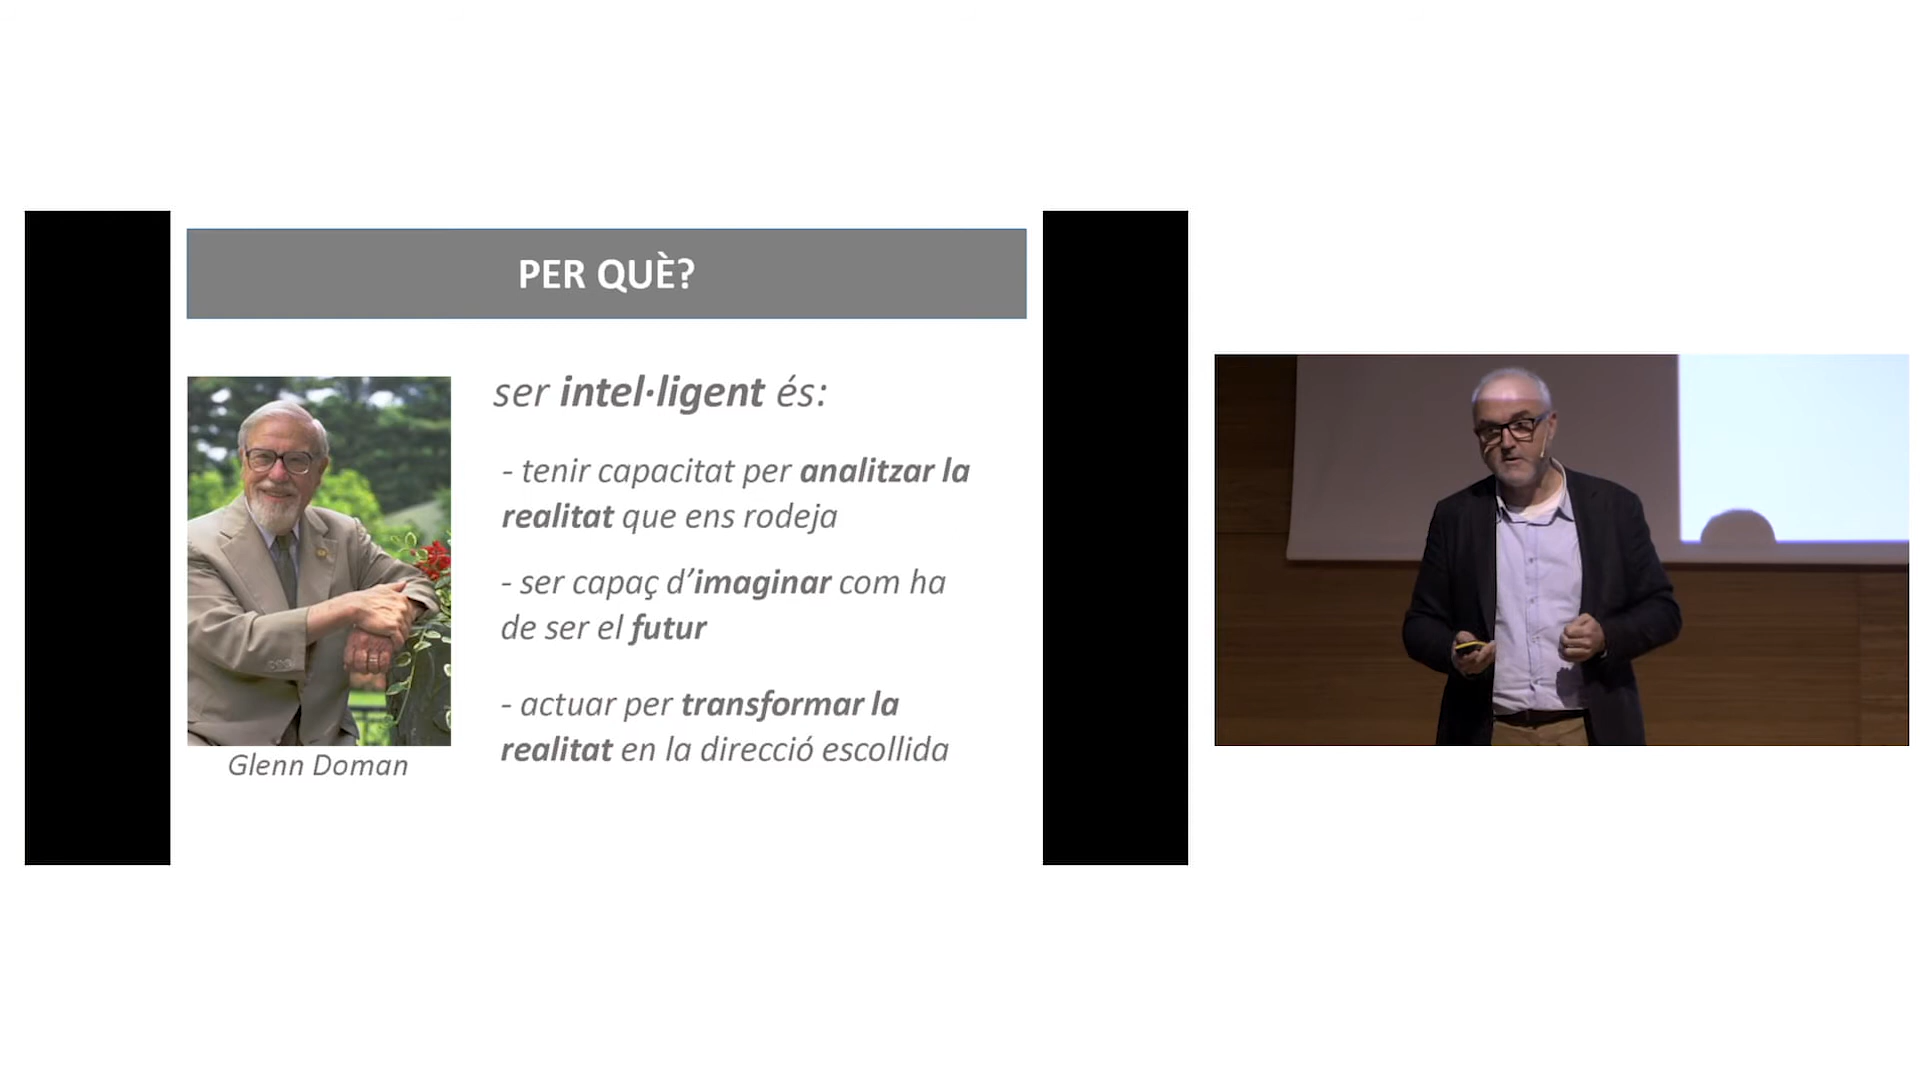 PER QUÈ?
ser intel·ligent és:
- tenir capacitat per analitzar la
realitat que ens rodeja
- ser capaç d’imaginar com ha
de ser el futur
- actuar per transformar la
realitat en la direcció escollida
Glenn Doman